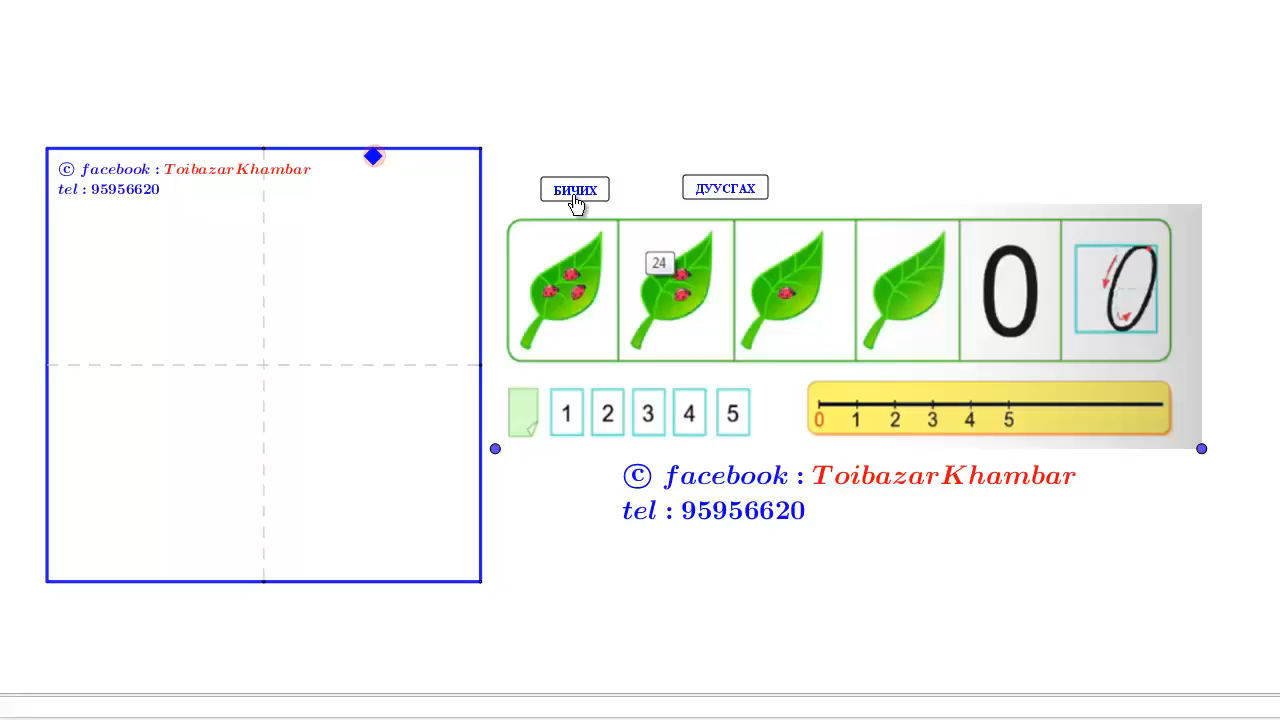 © facebook : ToibazarKhambar
tel : 95956620
БИЧИХ
ДУУСГАХ
24
0
1 2 3 4 5
0 1 2 3 4 5
© facebook : ToibazarKhambar
tel : 95956620